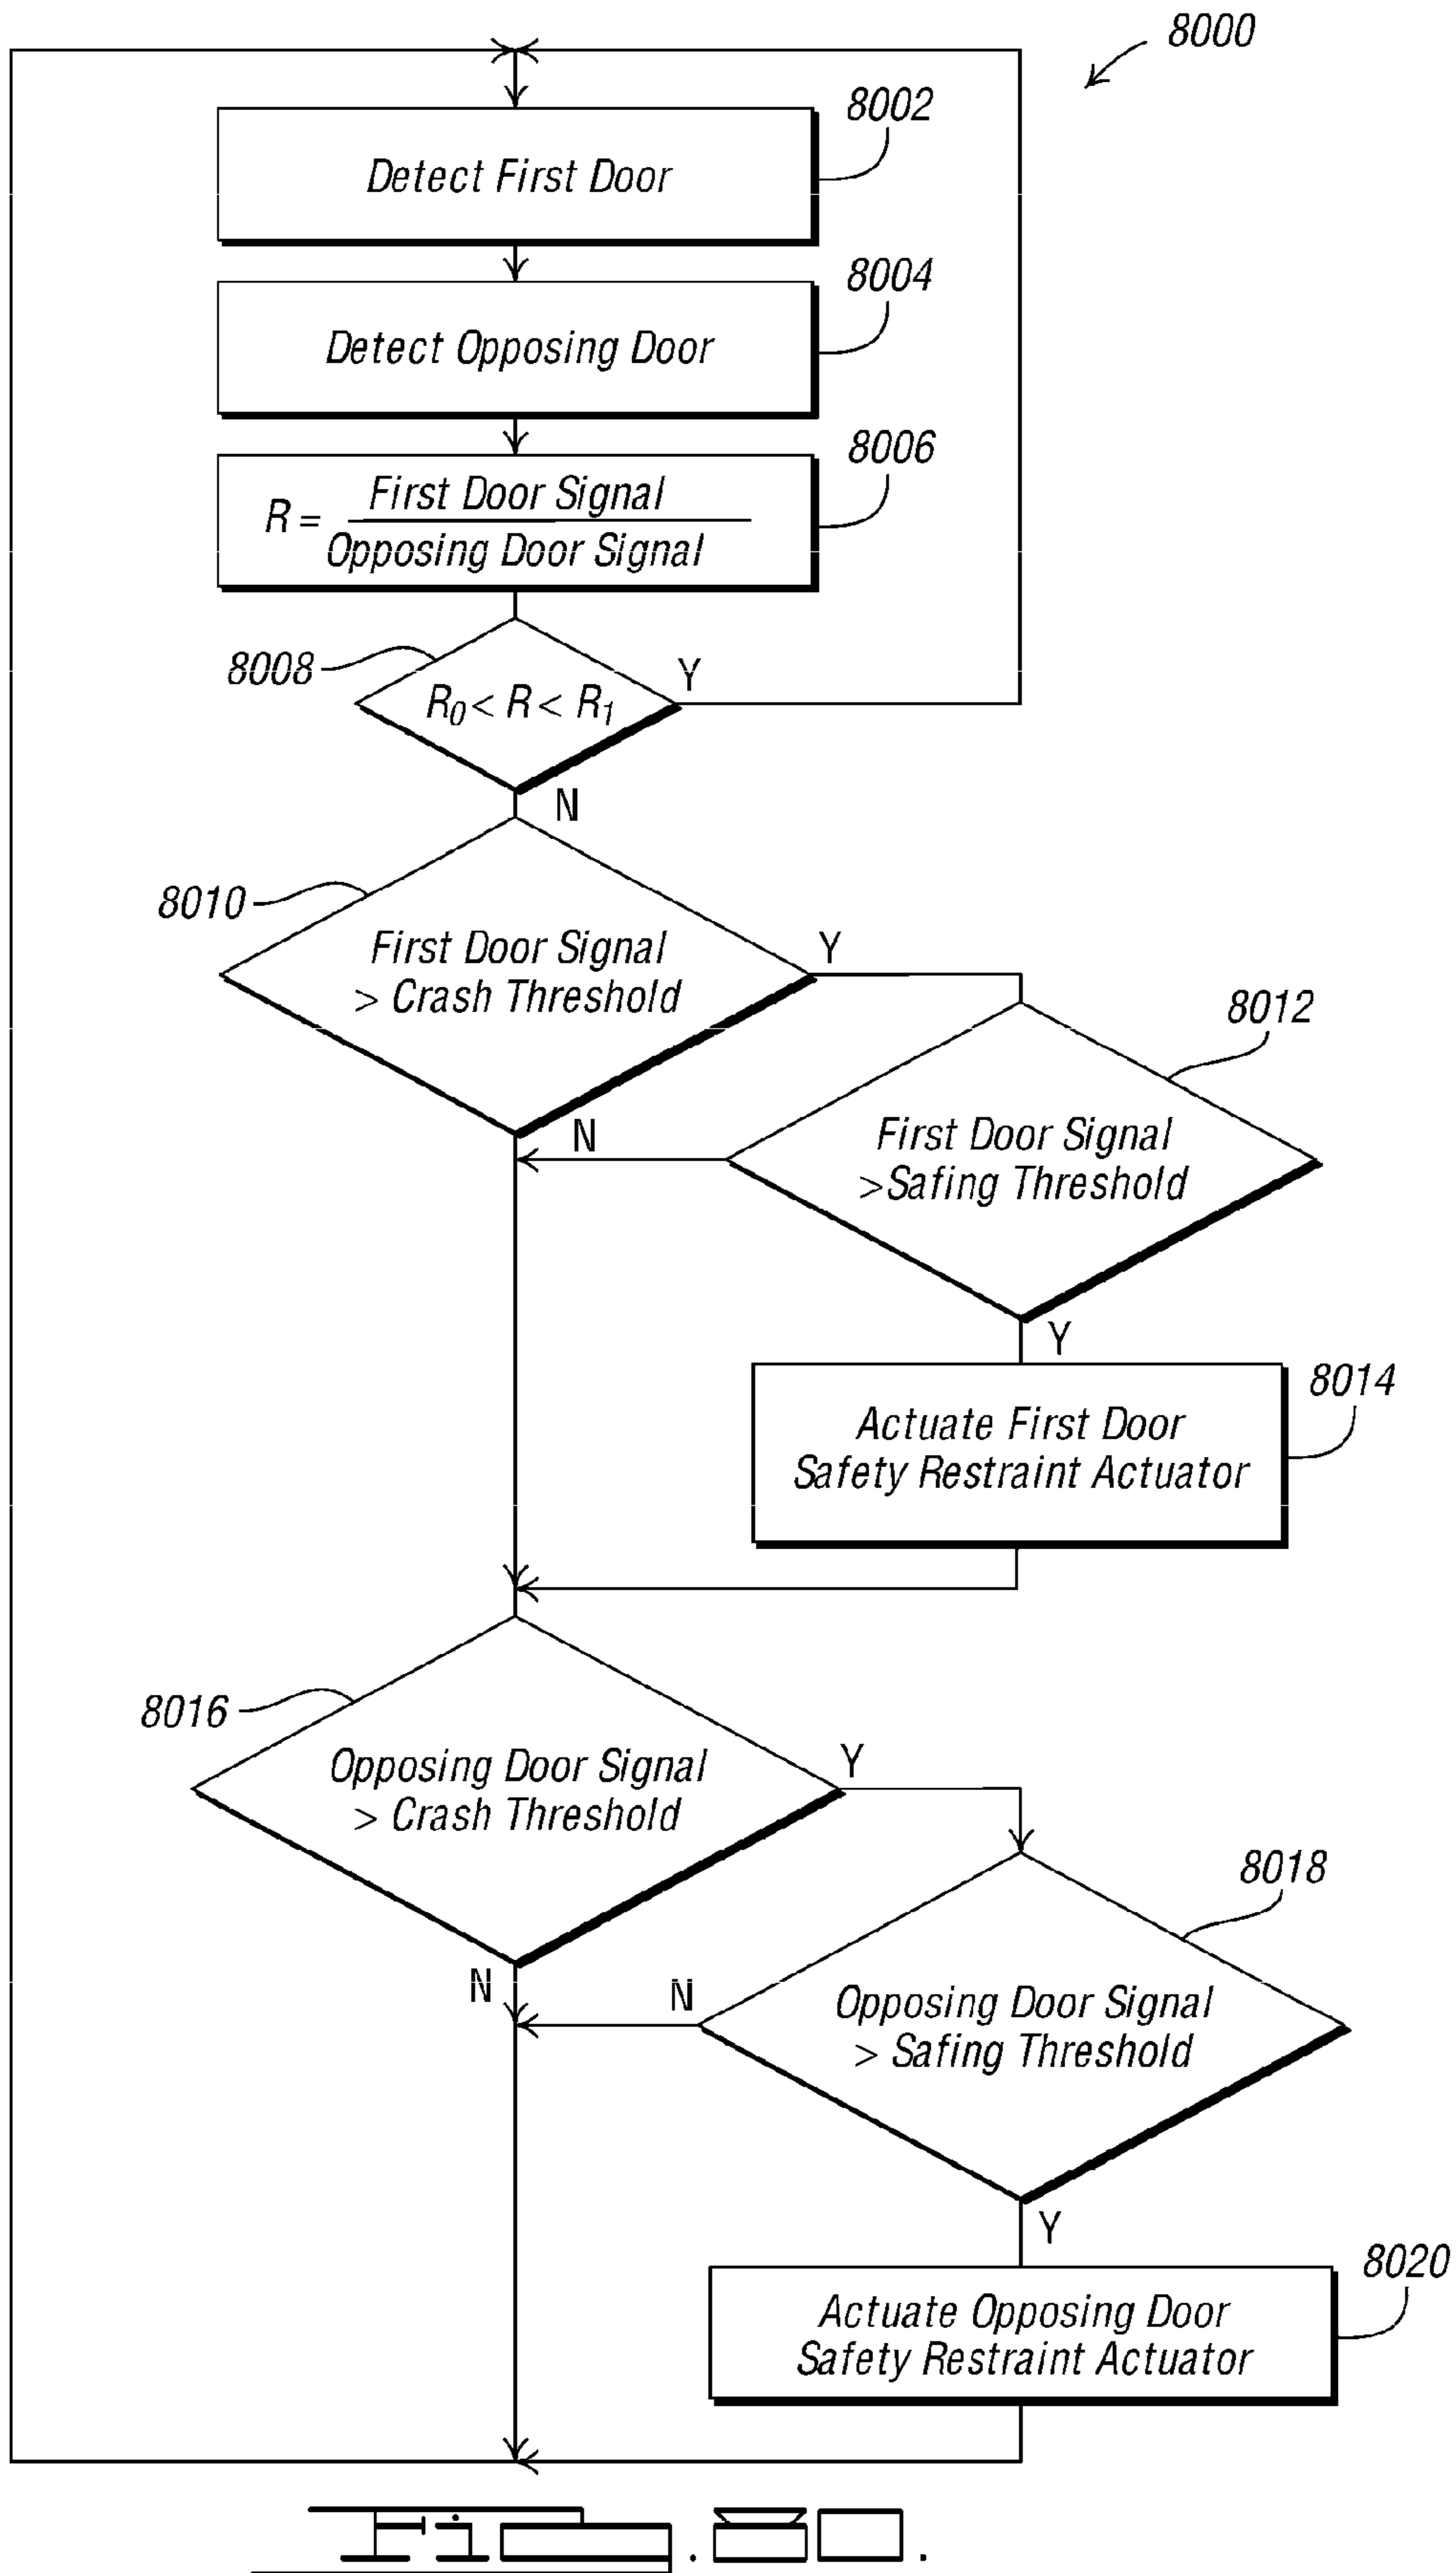 8000
8002
Detect First Door
8004
Detect Opposing Door
8006
R = First Door Signal
Opposing Door Signal
8008
Y
R0 < R < R1
N
8010
First Door Signal
> Crash Threshold
Y
8012
First Door Signal
>Safing Threshold
N
Y
8014
Actuate First Door
Safety Restraint Actuator
8016
Opposing Door Signal
> Crash Threshold
Y
8018
Opposing Door Signal
> Safing Threshold
N
N
Y
8020
Actuate Opposing Door
Safety Restraint Actuator